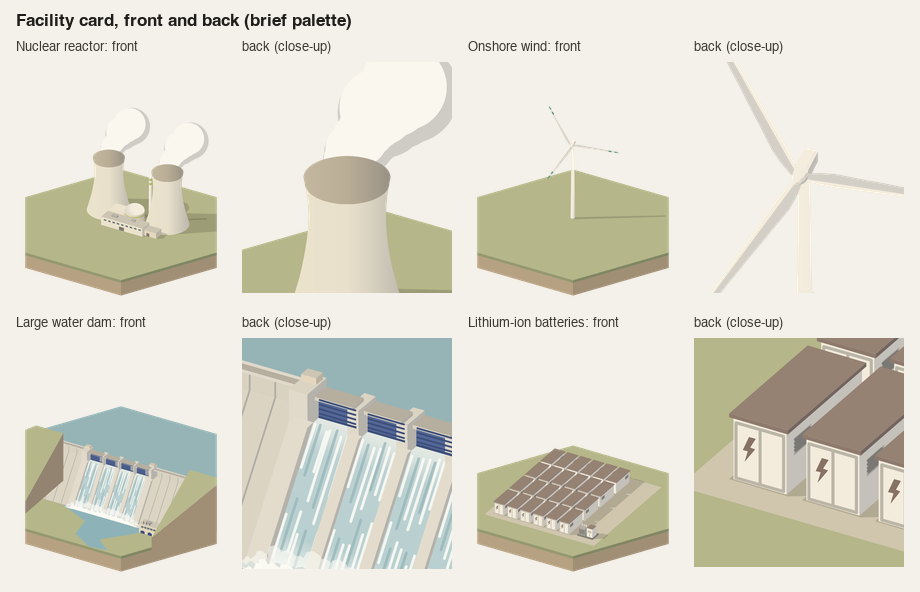 Facility card, front and back (brief palette)
Nuclear reactor: front
back (close-up)
Onshore wind: front
back (close-up)
Large water dam: front
back (close-up)
Lithium-ion batteries: front
back (close-up)